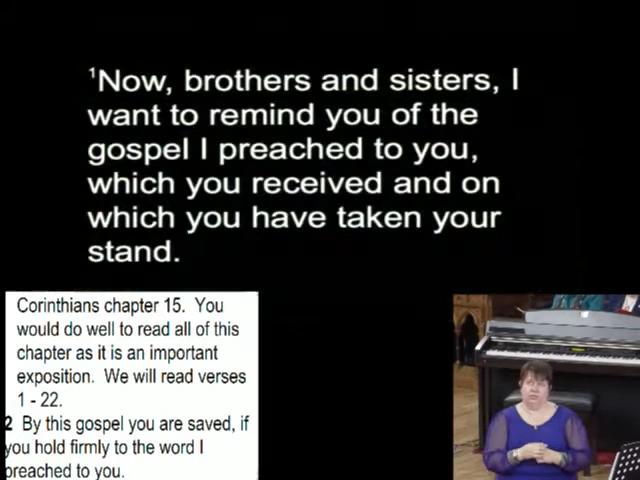 ¹Now, brothers and sisters, I
want to remind you of the
gospel I preached to you,
which you received and on
which you have taken your
stand.
Corinthians chapter 15. You
would do well to read all of this
chapter as it is an important
exposition. We will read verses
1 - 22.
2 By this gospel you are saved, if
you hold firmly to the word I
preached to you.